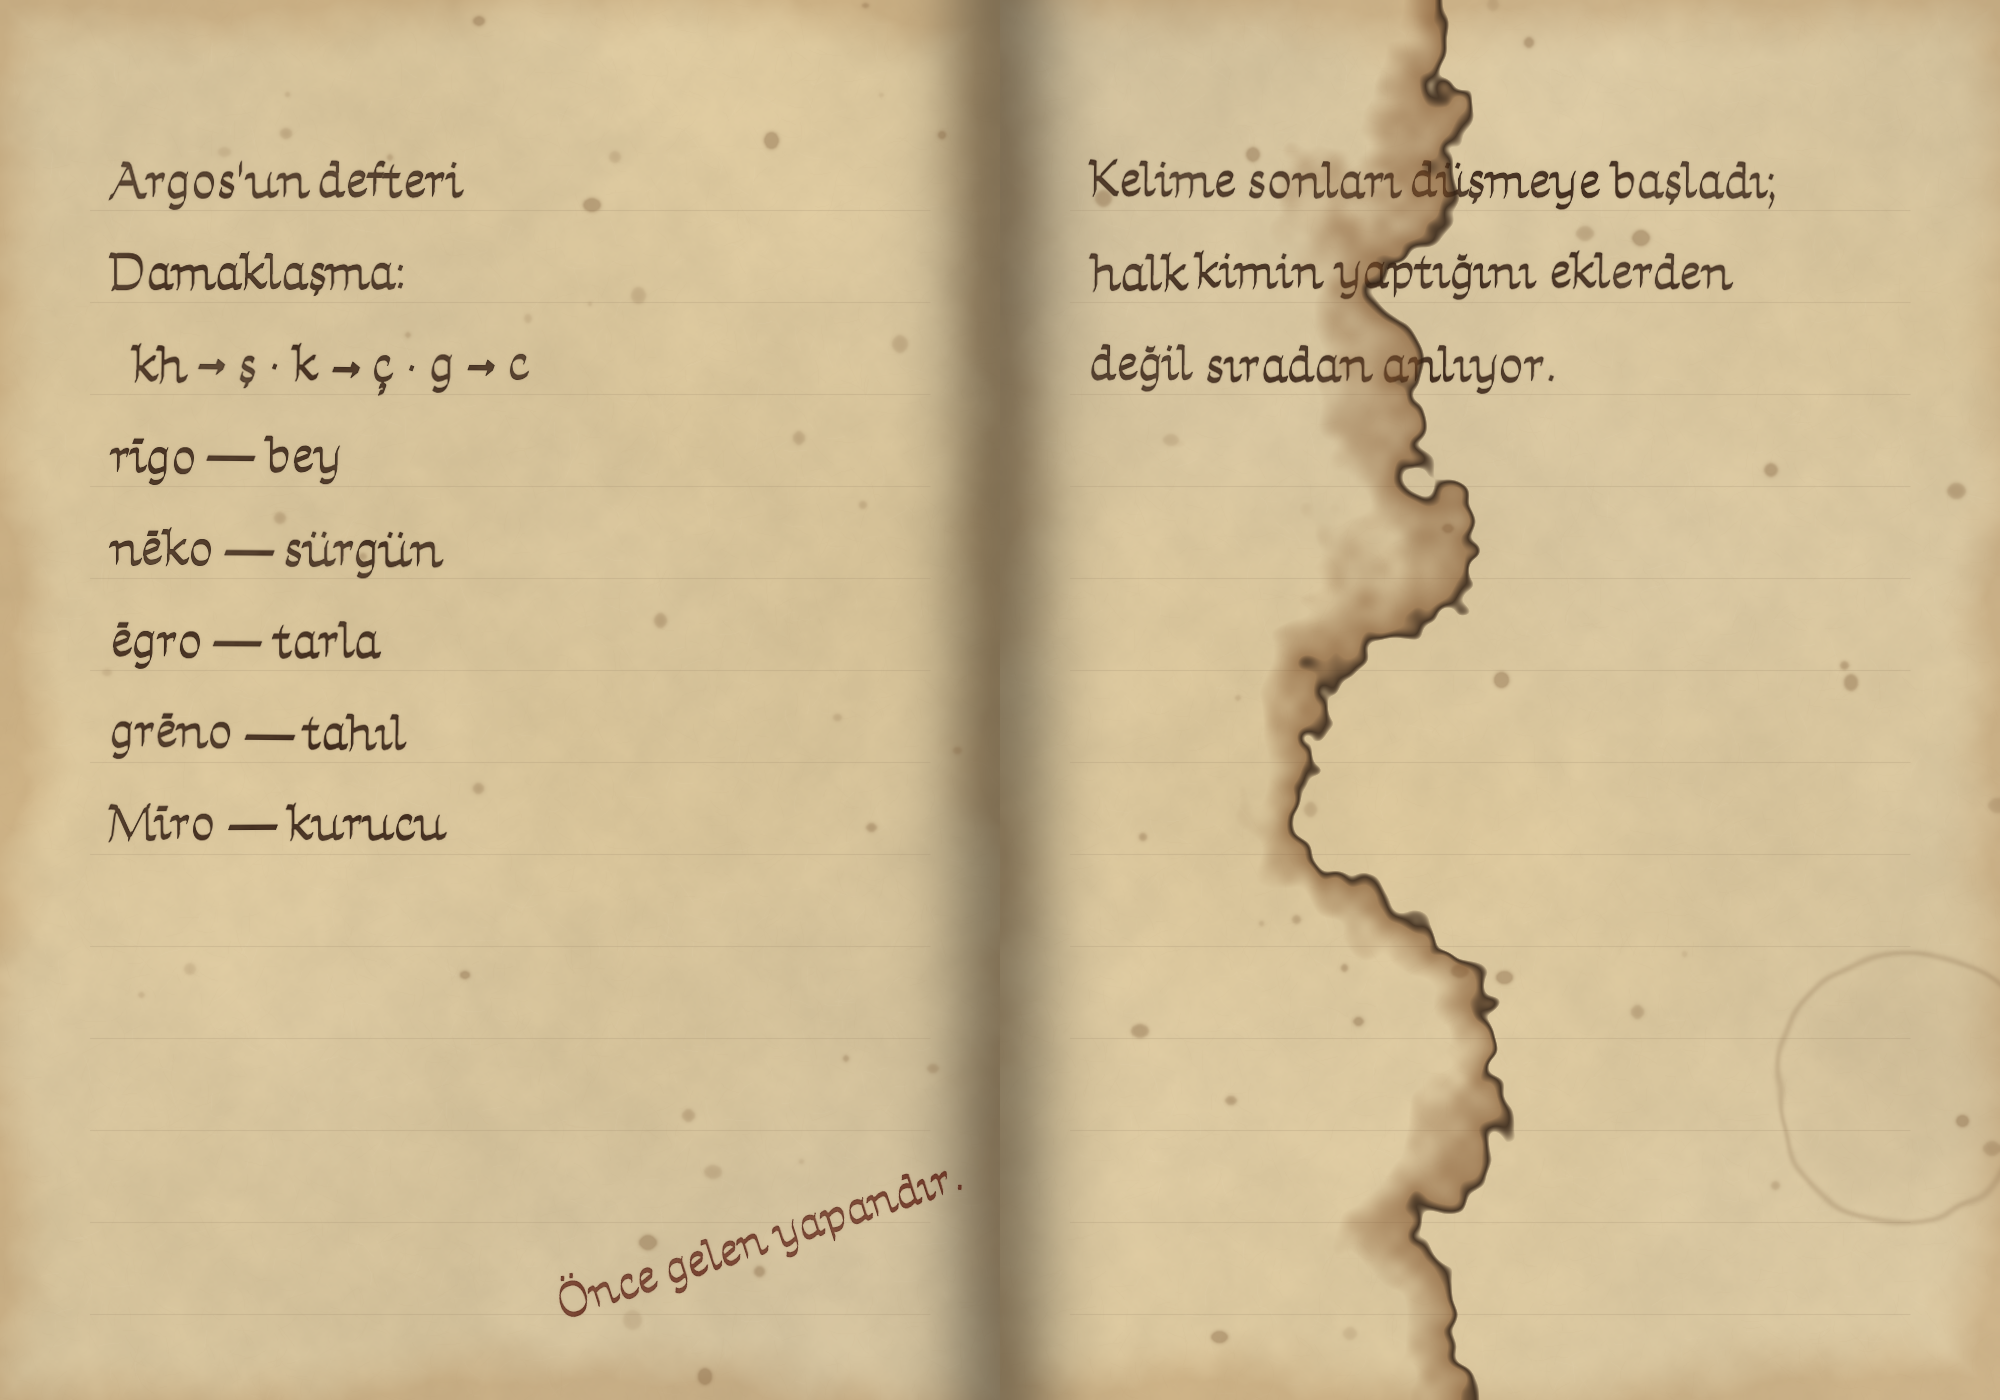 Argos'un defteri
Damaklaşma:
kh → ş · k → ç · g → c
rīgo — bey
nēko — sürgün
ēgro — tarla
grēno — tahıl
Mīro — kurucu
Önce gelen yapandır.
Kelime sonları düşmeye başladı;
halk kimin yaptığını eklerden
değil sıradan anlıyor.